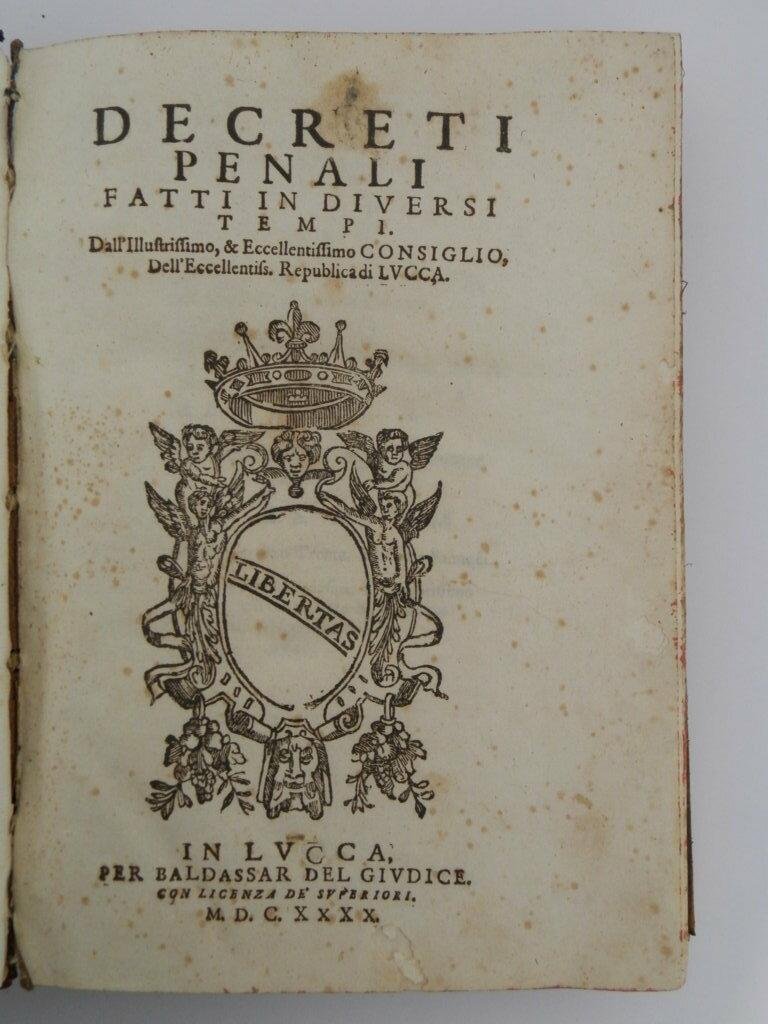 DECRETI
PENALI
FATTI IN DIVERSI
TEMPI.
Dall'Illustrissimo, & Eccellentissimo CONSIGLIO,
Dell'Eccellentiss. Republica di LVCCA.
LIBERTAS
IN LVCCA,
PER BALDASSAR DEL GIVDICE.
CON LICENZA DE' SVPERIORI.
M. D. C. XXXX.